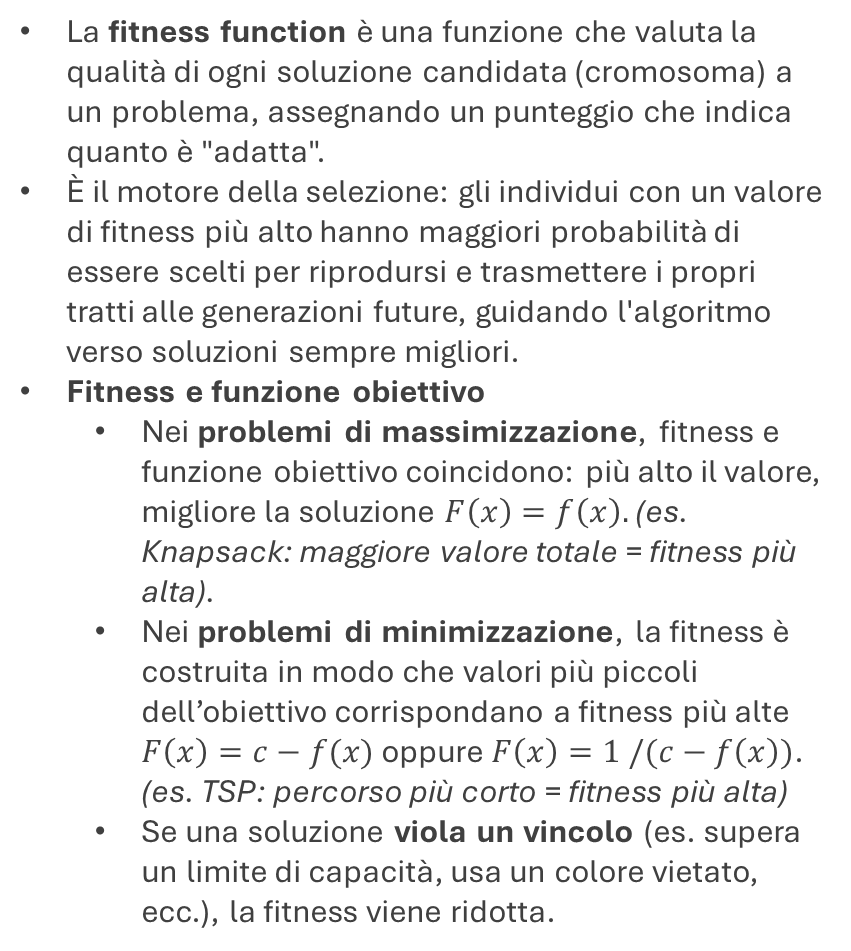 • La fitness function è una funzione che valuta la
qualità di ogni soluzione candidata (cromosoma) a
un problema, assegnando un punteggio che indica
quanto è "adatta".
• È il motore della selezione: gli individui con un valore
di fitness più alto hanno maggiori probabilità di
essere scelti per riprodursi e trasmettere i propri
tratti alle generazioni future, guidando l'algoritmo
verso soluzioni sempre migliori.
• Fitness e funzione obiettivo
• Nei problemi di massimizzazione, fitness e
funzione obiettivo coincidono: più alto il valore,
migliore la soluzione F(x) = f(x). (es.
Knapsack: maggiore valore totale = fitness più
alta).
• Nei problemi di minimizzazione, la fitness è
costruita in modo che valori più piccoli
dell’obiettivo corrispondano a fitness più alte
F(x) = c − f(x) oppure F(x) = 1 /(c − f(x)).
(es. TSP: percorso più corto = fitness più alta)
• Se una soluzione viola un vincolo (es. supera
un limite di capacità, usa un colore vietato,
ecc.), la fitness viene ridotta.